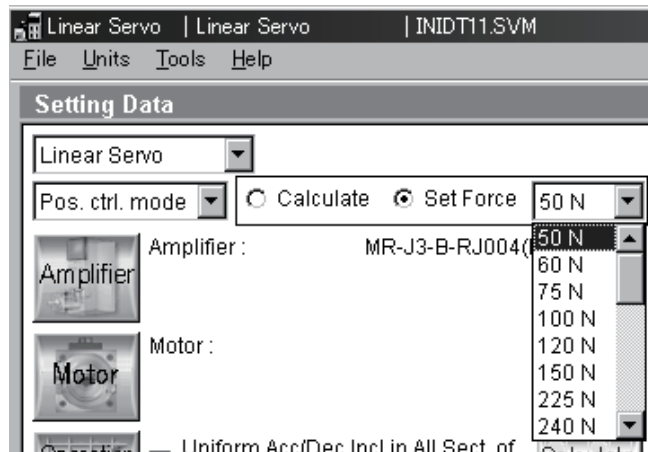 Linear Servo | Linear Servo | INIDT11.SVM
File Units Tools Help
Setting Data
Linear Servo
Pos. ctrl. mode Calculate Set Force 50 N
Amplifier Amplifier : MR-J3-B-RJ004(
50 N
60 N
75 N
100 N
Motor Motor : 120 N
150 N
225 N
240 N
Uniform Acc(Dec Incl in All Sect. of